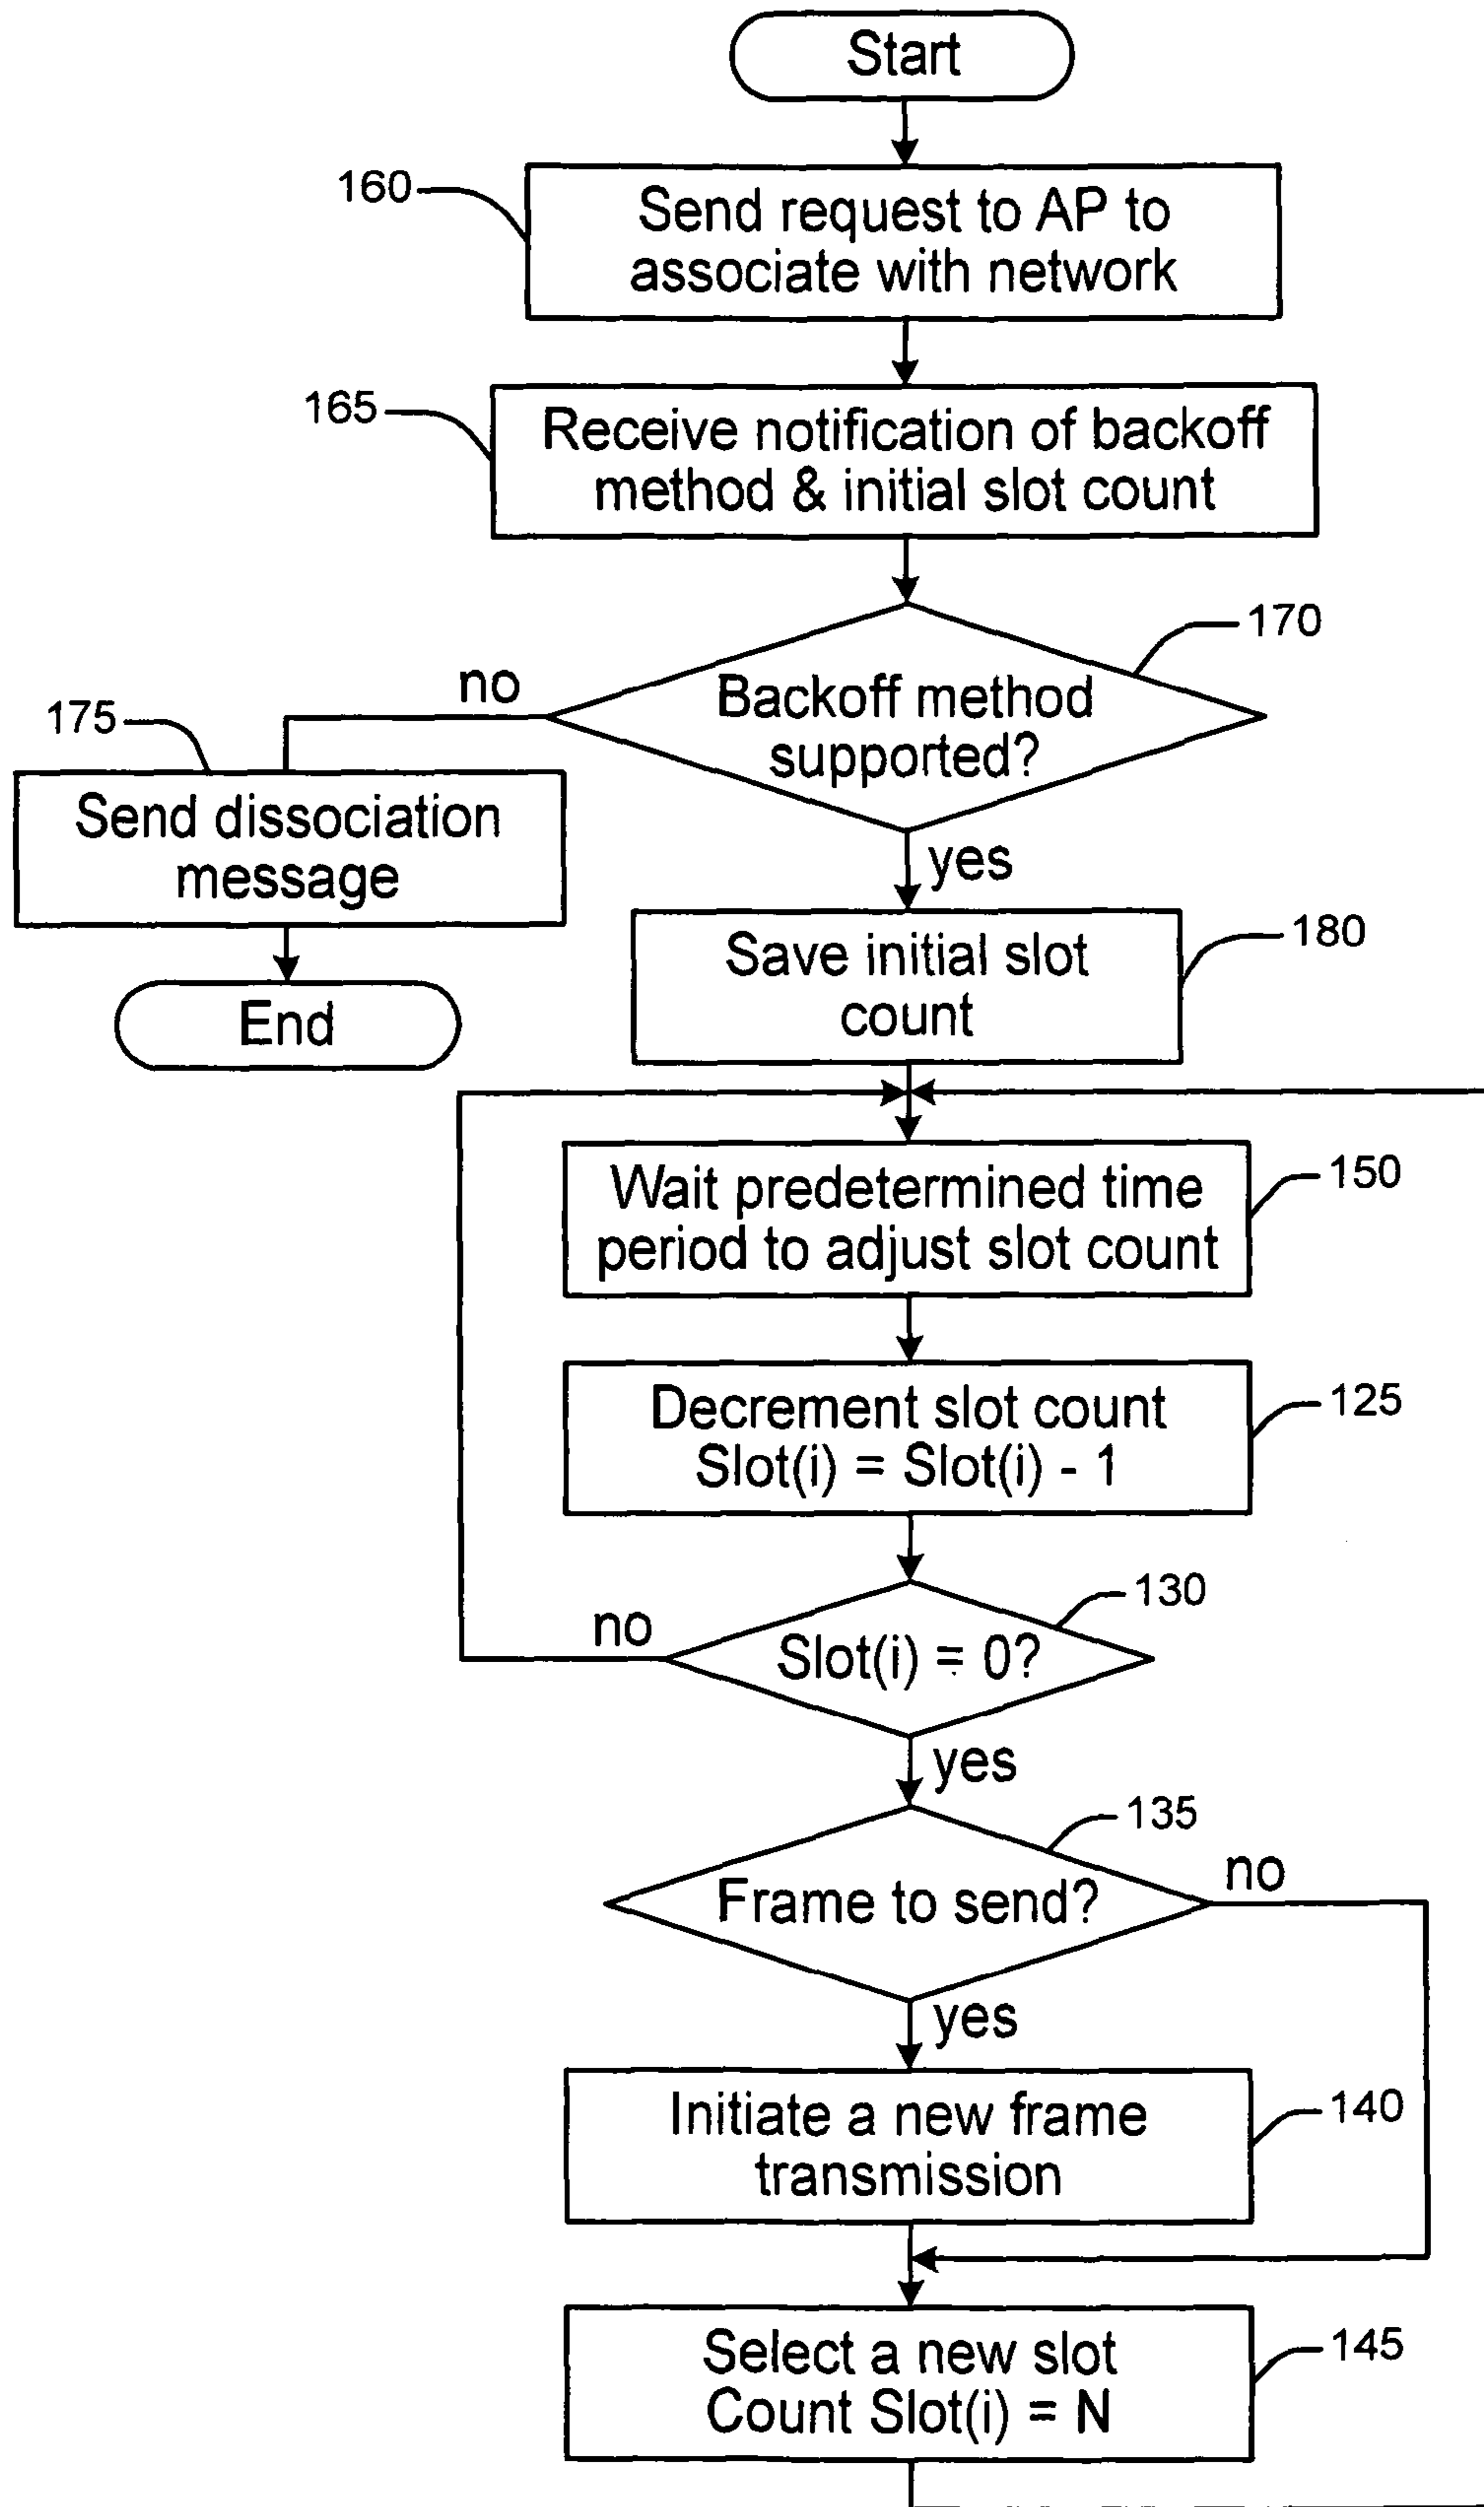 Start
160
Send request to AP to
associate with network
165
Receive notification of backoff
method & initial slot count
170
no
Backoff method
supported?
175
Send dissociation
message
yes
End
180
Save initial slot
count
150
Wait predetermined time
period to adjust slot count
125
Decrement slot count
Slot(i) = Slot(i) - 1
130
no
Slot(i) = 0?
yes
135
no
Frame to send?
yes
140
Initiate a new frame
transmission
145
Select a new slot
Count Slot(i) = N